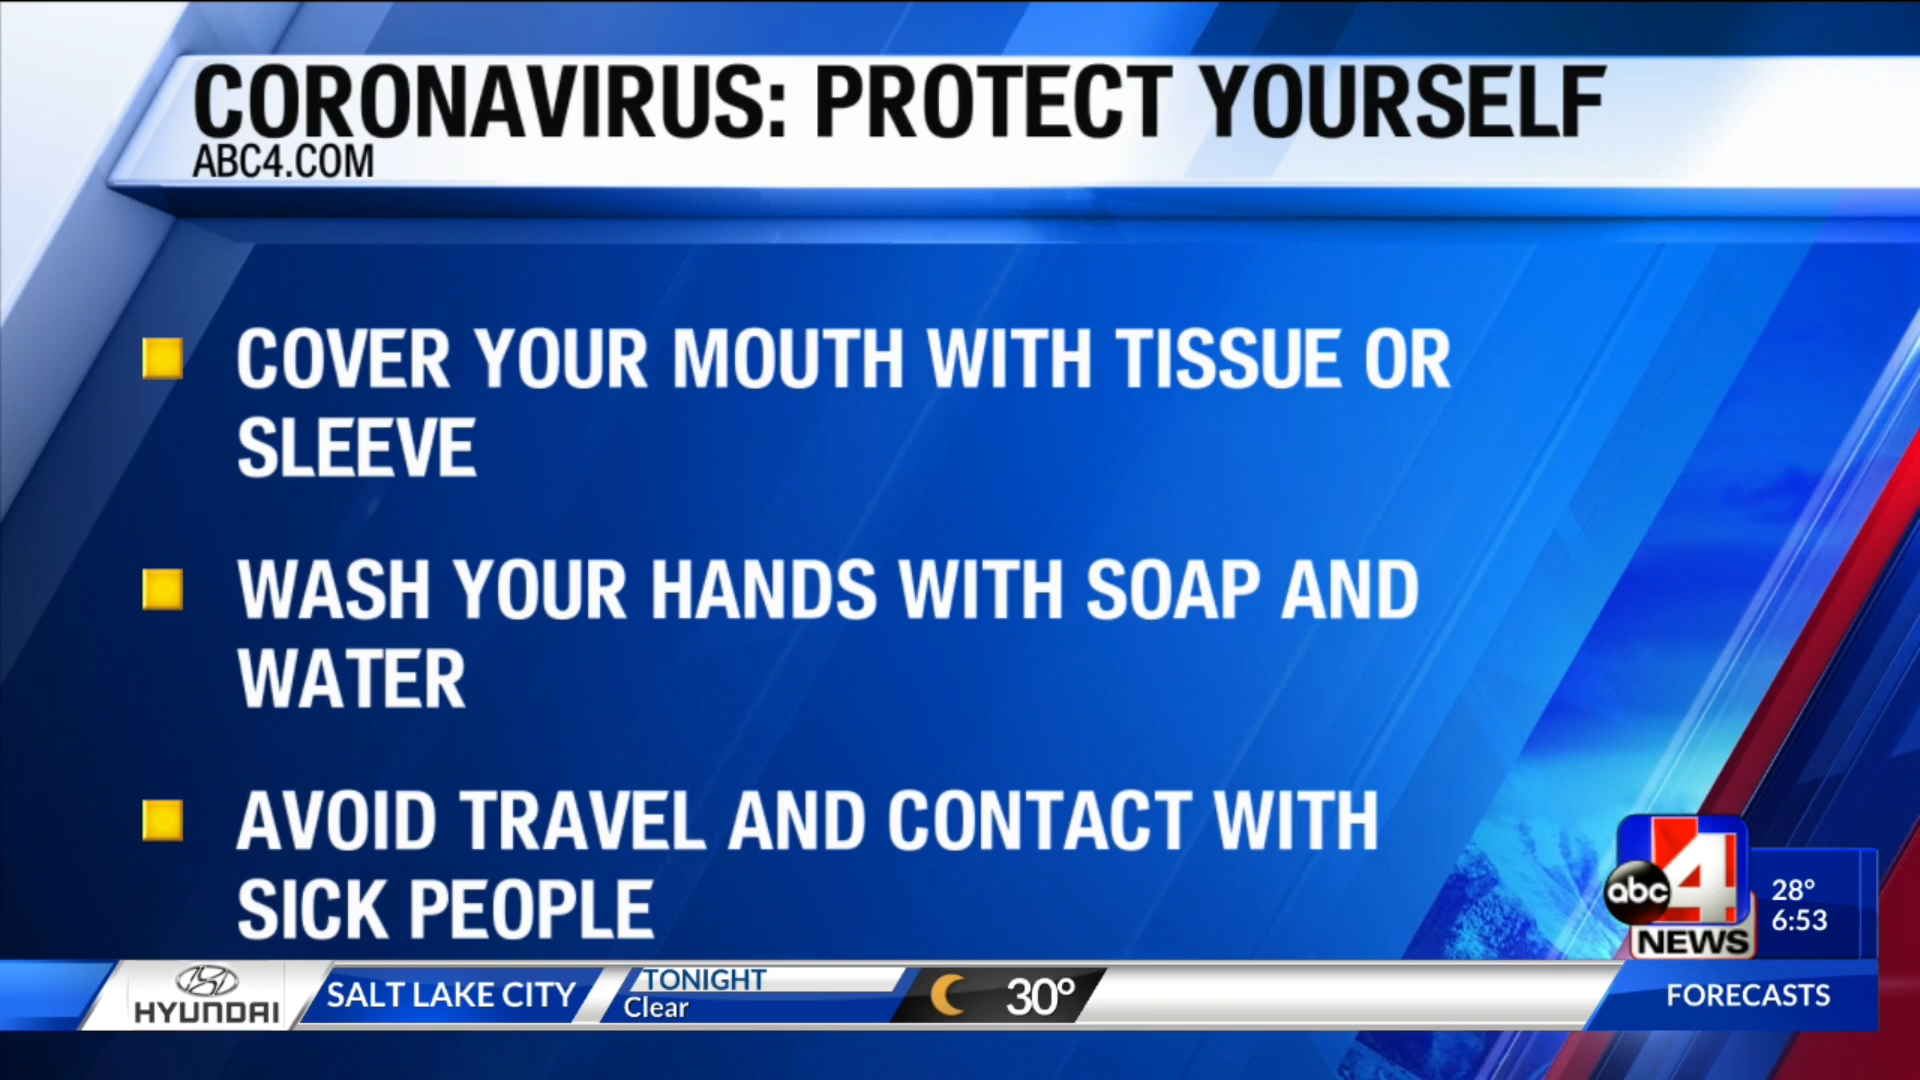 CORONAVIRUS: PROTECT YOURSELF
ABC4.COM
COVER YOUR MOUTH WITH TISSUE OR
SLEEVE
WASH YOUR HANDS WITH SOAP AND
WATER
AVOID TRAVEL AND CONTACT WITH
SICK PEOPLE
abc 4
NEWS
28°
6:53
HYUNDAI
SALT LAKE CITY
TONIGHT
Clear
30°
FORECASTS